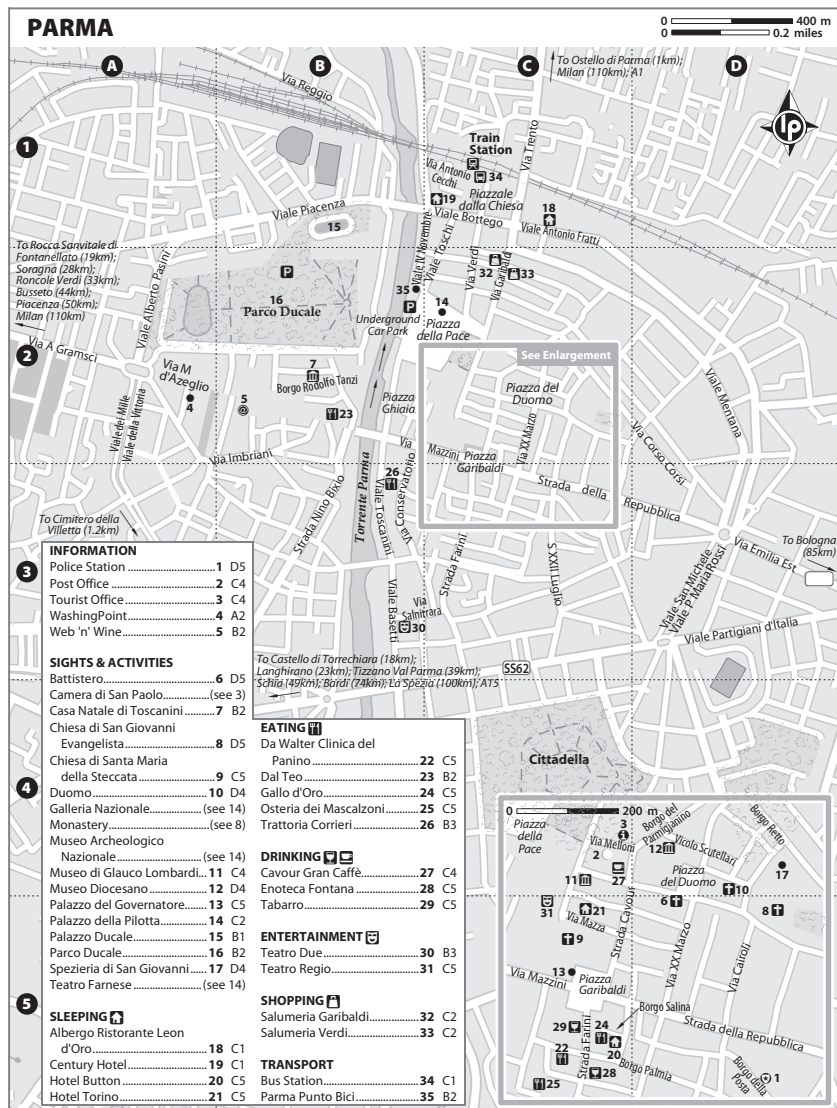 PARMA
0 400 m
0 0.2 miles
A
B
C
D
To Ostello di Parma (1km);
Milan (110km); A1
Via Reggio
lp
1
Train
Station
Via Trento
Via Antonio
Cecchi
34
Piazzale
dalla Chiesa
19
18
Viale Piacenza
Viale Bottego
Viale Antonio Fratti
15
To Rocca Sanvitale di
Fontanellato (19km);
Soragna (28km);
Roncole Verdi (33km);
Busseto (44km);
Piacenza (50km);
Milan (110km)
Viale Alberto Pasini
Viale IV Novembre
Viale Toschi
Via Verdi
Via Garibaldi
32
33
P
16
Parco Ducale
35
P
14
Underground
Car Park
Piazza
della Pace
2
Via A Gramsci
See Enlargement
Via M
d'Azeglio
7
Borgo Rodolfo Tanzi
Piazza del
Duomo
Viale Mentana
4
5
@
23
Piazza
Ghiaia
Viale dei Mille
Viale della Vittoria
Via XX Marzo
Via
Mazzini
Piazza
Garibaldi
Via Corso Corsi
Via Imbriani
26
Strada della Repubblica
Torrente Parma
Strada Nino Bixio
Viale Toscanini
Via Conservatorio
To Cimitero della
Villetta (1.2km)
To Bologna
(85km)
Via Emilia Est
3
Strada Farini
S XXII Luglio
Viale San Michele
Viale P. MariaRossi
Viale Basetti
Via
Salnitrara
30
Viale Partigiani d'Italia
To Castello di Torrechiara (18km);
Langhirano (23km); Tizzano Val Parma (39km);
Schia (49km); Bardi (74km); La Spezia (100km); A15
SS62
Cittadella
INFORMATION
Police Station 1 D5
Post Office 2 C4
Tourist Office 3 C4
WashingPoint 4 A2
Web 'n' Wine 5 B2
SIGHTS & ACTIVITIES
Battistero 6 D5
Camera di San Paolo (see 3)
Casa Natale di Toscanini 7 B2
Chiesa di San Giovanni
Evangelista 8 D5
Chiesa di Santa Maria
della Steccata 9 C5
Duomo 10 D4
Galleria Nazionale (see 14)
Monastery (see 8)
Museo Archeologico
Nazionale (see 14)
Museo di Glauco Lombardi 11 C4
Museo Diocesano 12 D4
Palazzo del Governatore 13 C5
Palazzo della Pilotta 14 C2
Palazzo Ducale 15 B1
Parco Ducale 16 B2
Spezieria di San Giovanni 17 D4
Teatro Farnese (see 14)
SLEEPING
Albergo Ristorante Leon
d'Oro 18 C1
Century Hotel 19 C1
Hotel Button 20 C5
Hotel Torino 21 C5
EATING
Da Walter Clinica del
Panino 22 C5
Dal Teo 23 B2
Gallo d'Oro 24 C5
Osteria dei Mascalzoni 25 C5
Trattoria Corrieri 26 B3
DRINKING
Cavour Gran Caffè 27 C4
Enoteca Fontana 28 C5
Tabarro 29 C5
ENTERTAINMENT
Teatro Due 30 B3
Teatro Regio 31 C5
SHOPPING
Salumeria Garibaldi 32 C2
Salumeria Verdi 33 C2
TRANSPORT
Bus Station 34 C1
Parma Punto Bici 35 B2
4
5
0 200 m
Piazza
della
Pace
3
Via Melloni
Borgo del
Parmigianino
Vicolo Scutellari
Borgo Retto
2
12
17
27
Piazza
del Duomo
11
10
31
21
6
8
Via Mazza
Strada Cavour
9
Via XX Marzo
Via Cairoli
Via Mazzini
13
Piazza
Garibaldi
Borgo Salina
Strada della Repubblica
29
24
22
20
Strada Farini
28
Borgo Palmia
25
Borgo della
Posta
1